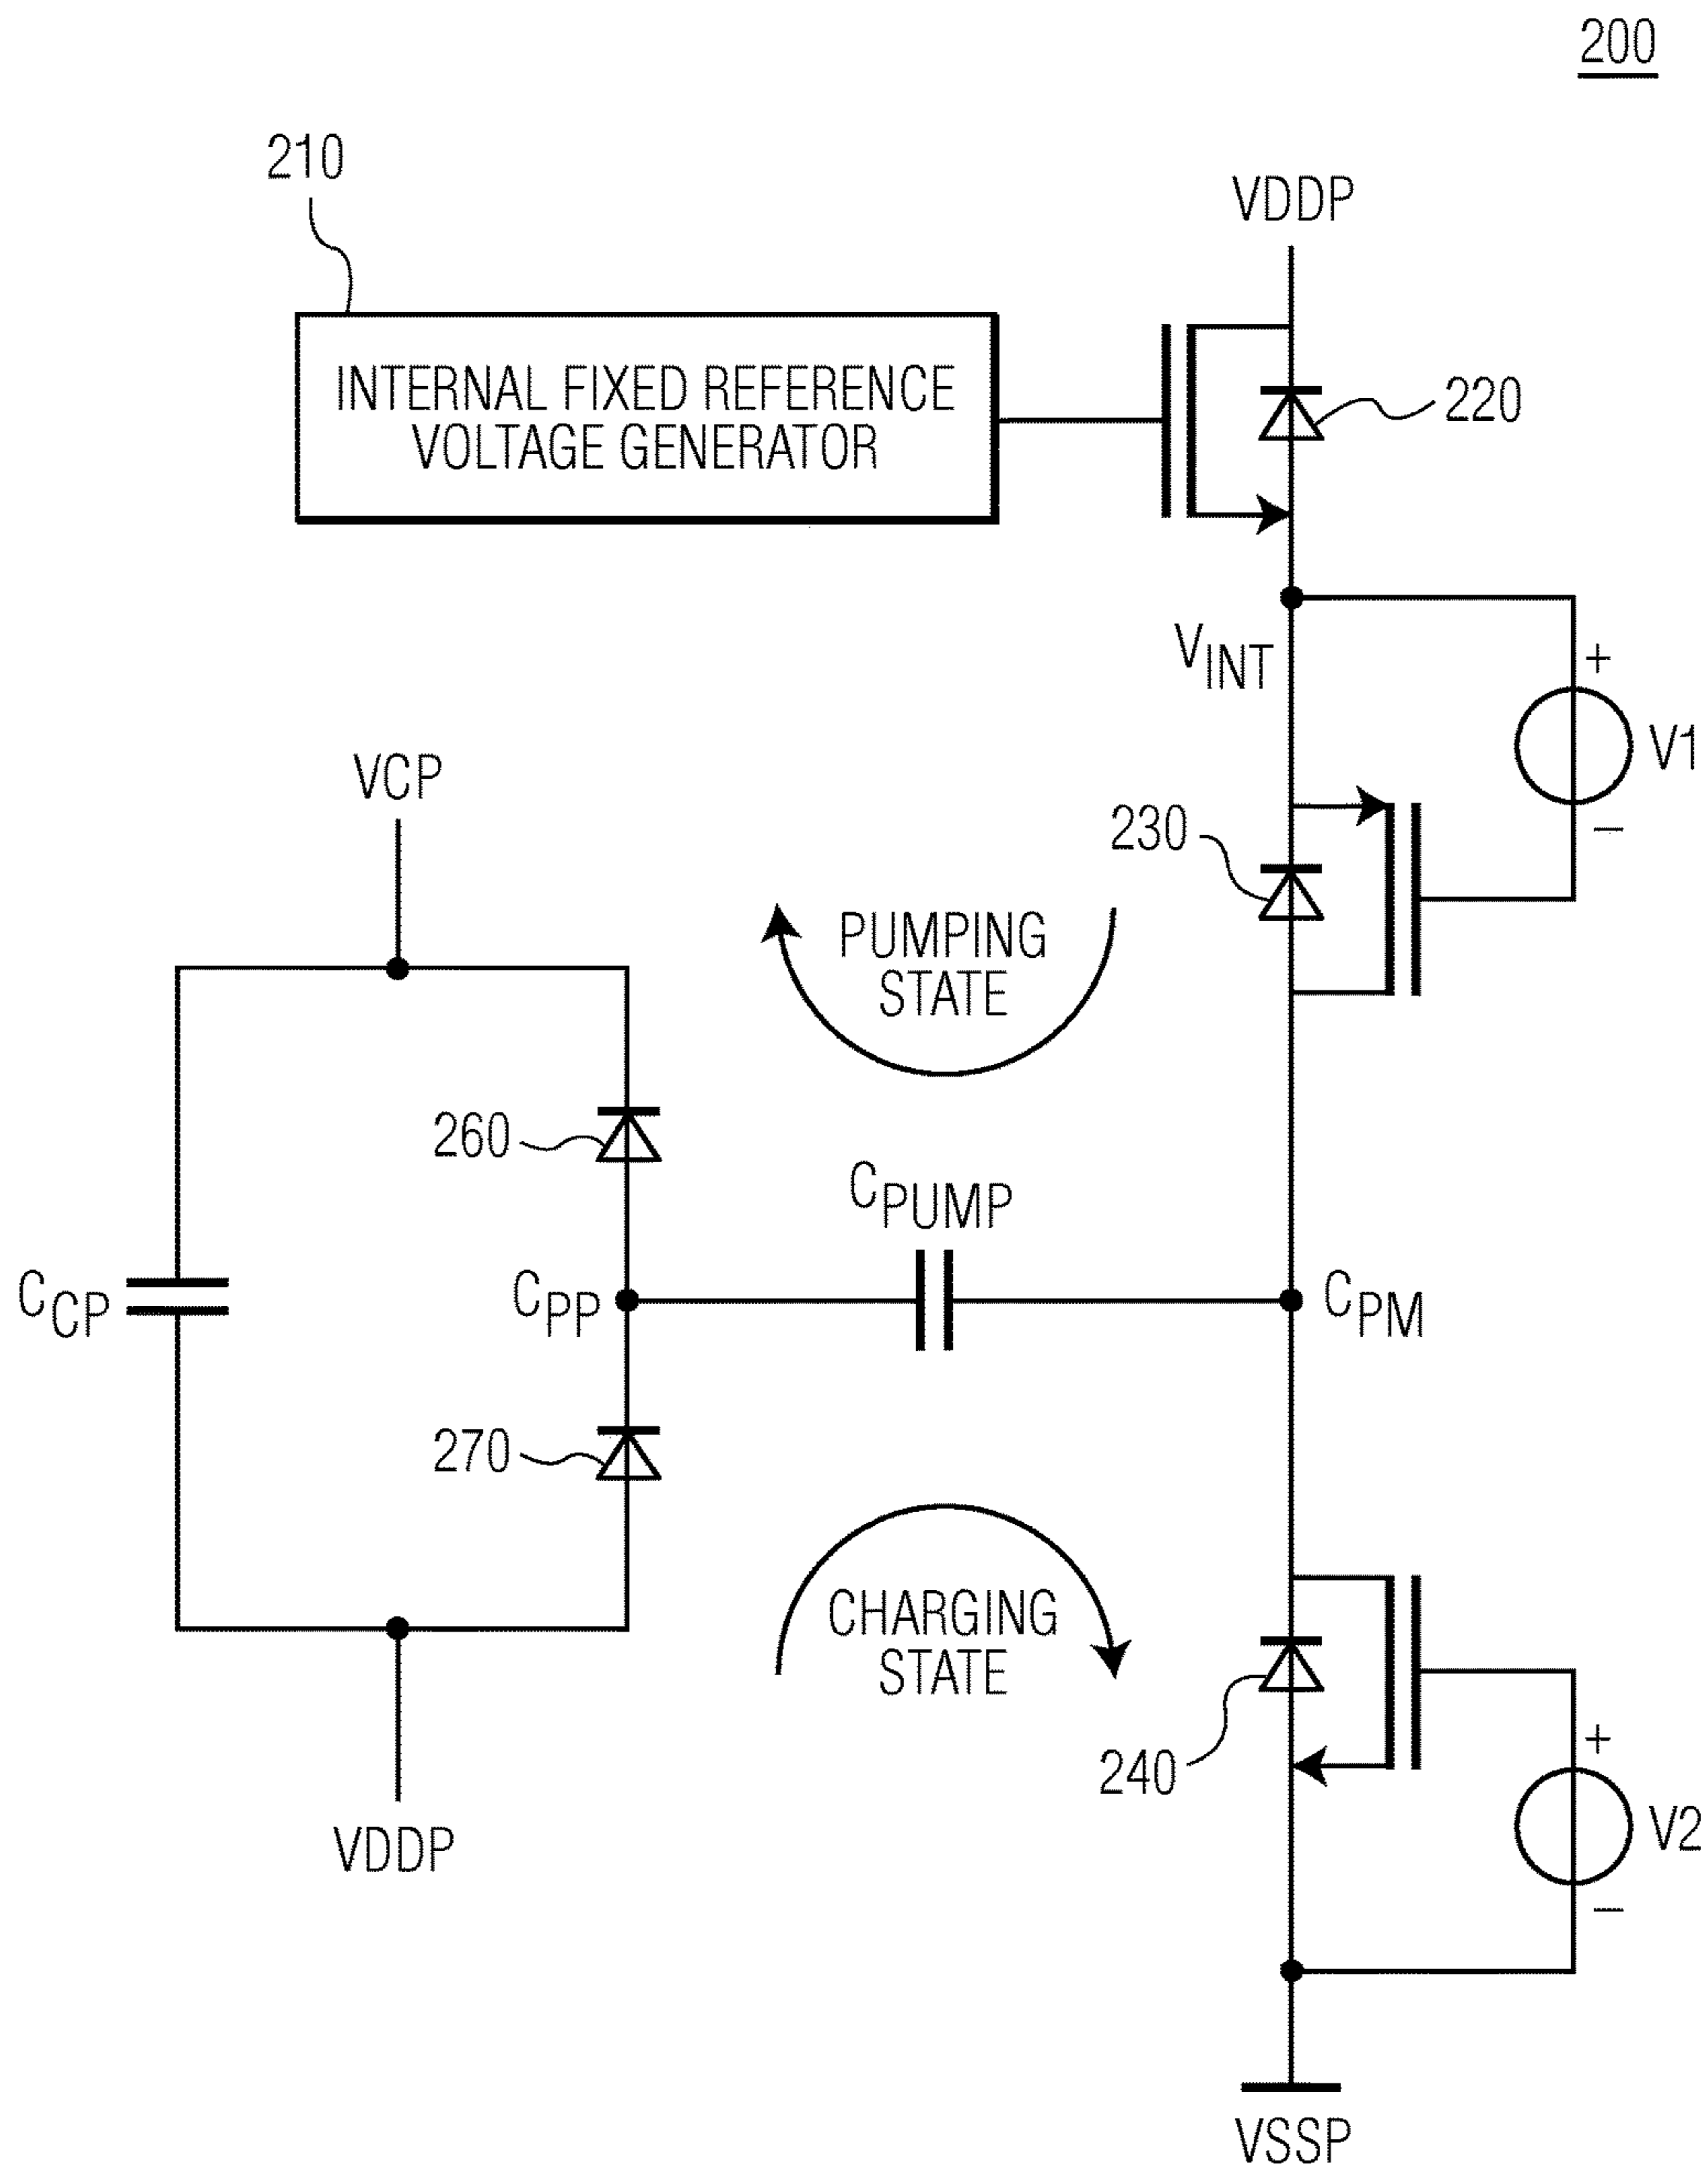 200
210
VDDP
INTERNAL FIXED REFERENCE
VOLTAGE GENERATOR
220
VINT
+
V1
−
VCP
230
PUMPING
STATE
260
CPUMP
CCP
CPP
CPM
270
CHARGING
STATE
240
+
V2
−
VDDP
VSSP